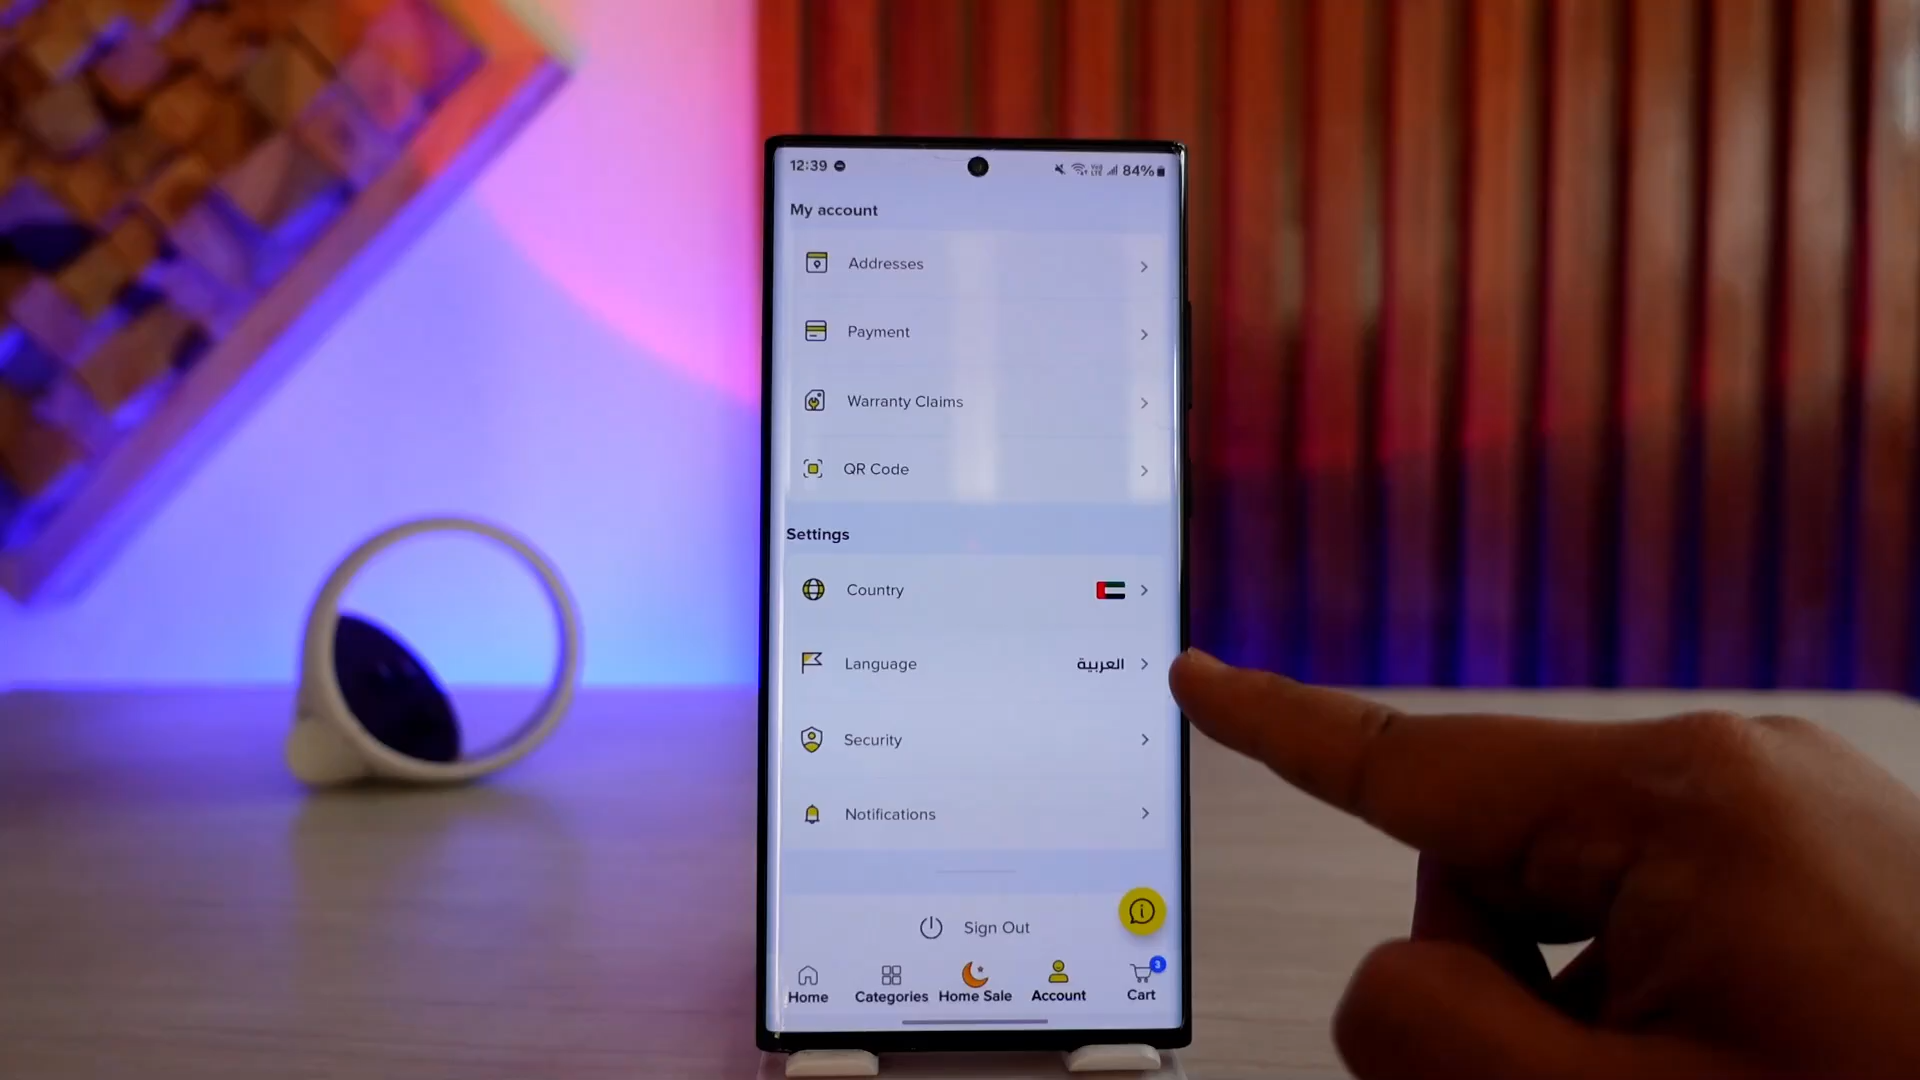 12:39
84%
My account
Addresses
Payment
Warranty Claims
QR Code
Settings
Country
Language العربية
Security
Notifications
Sign Out
Home Categories Home Sale Account Cart
3